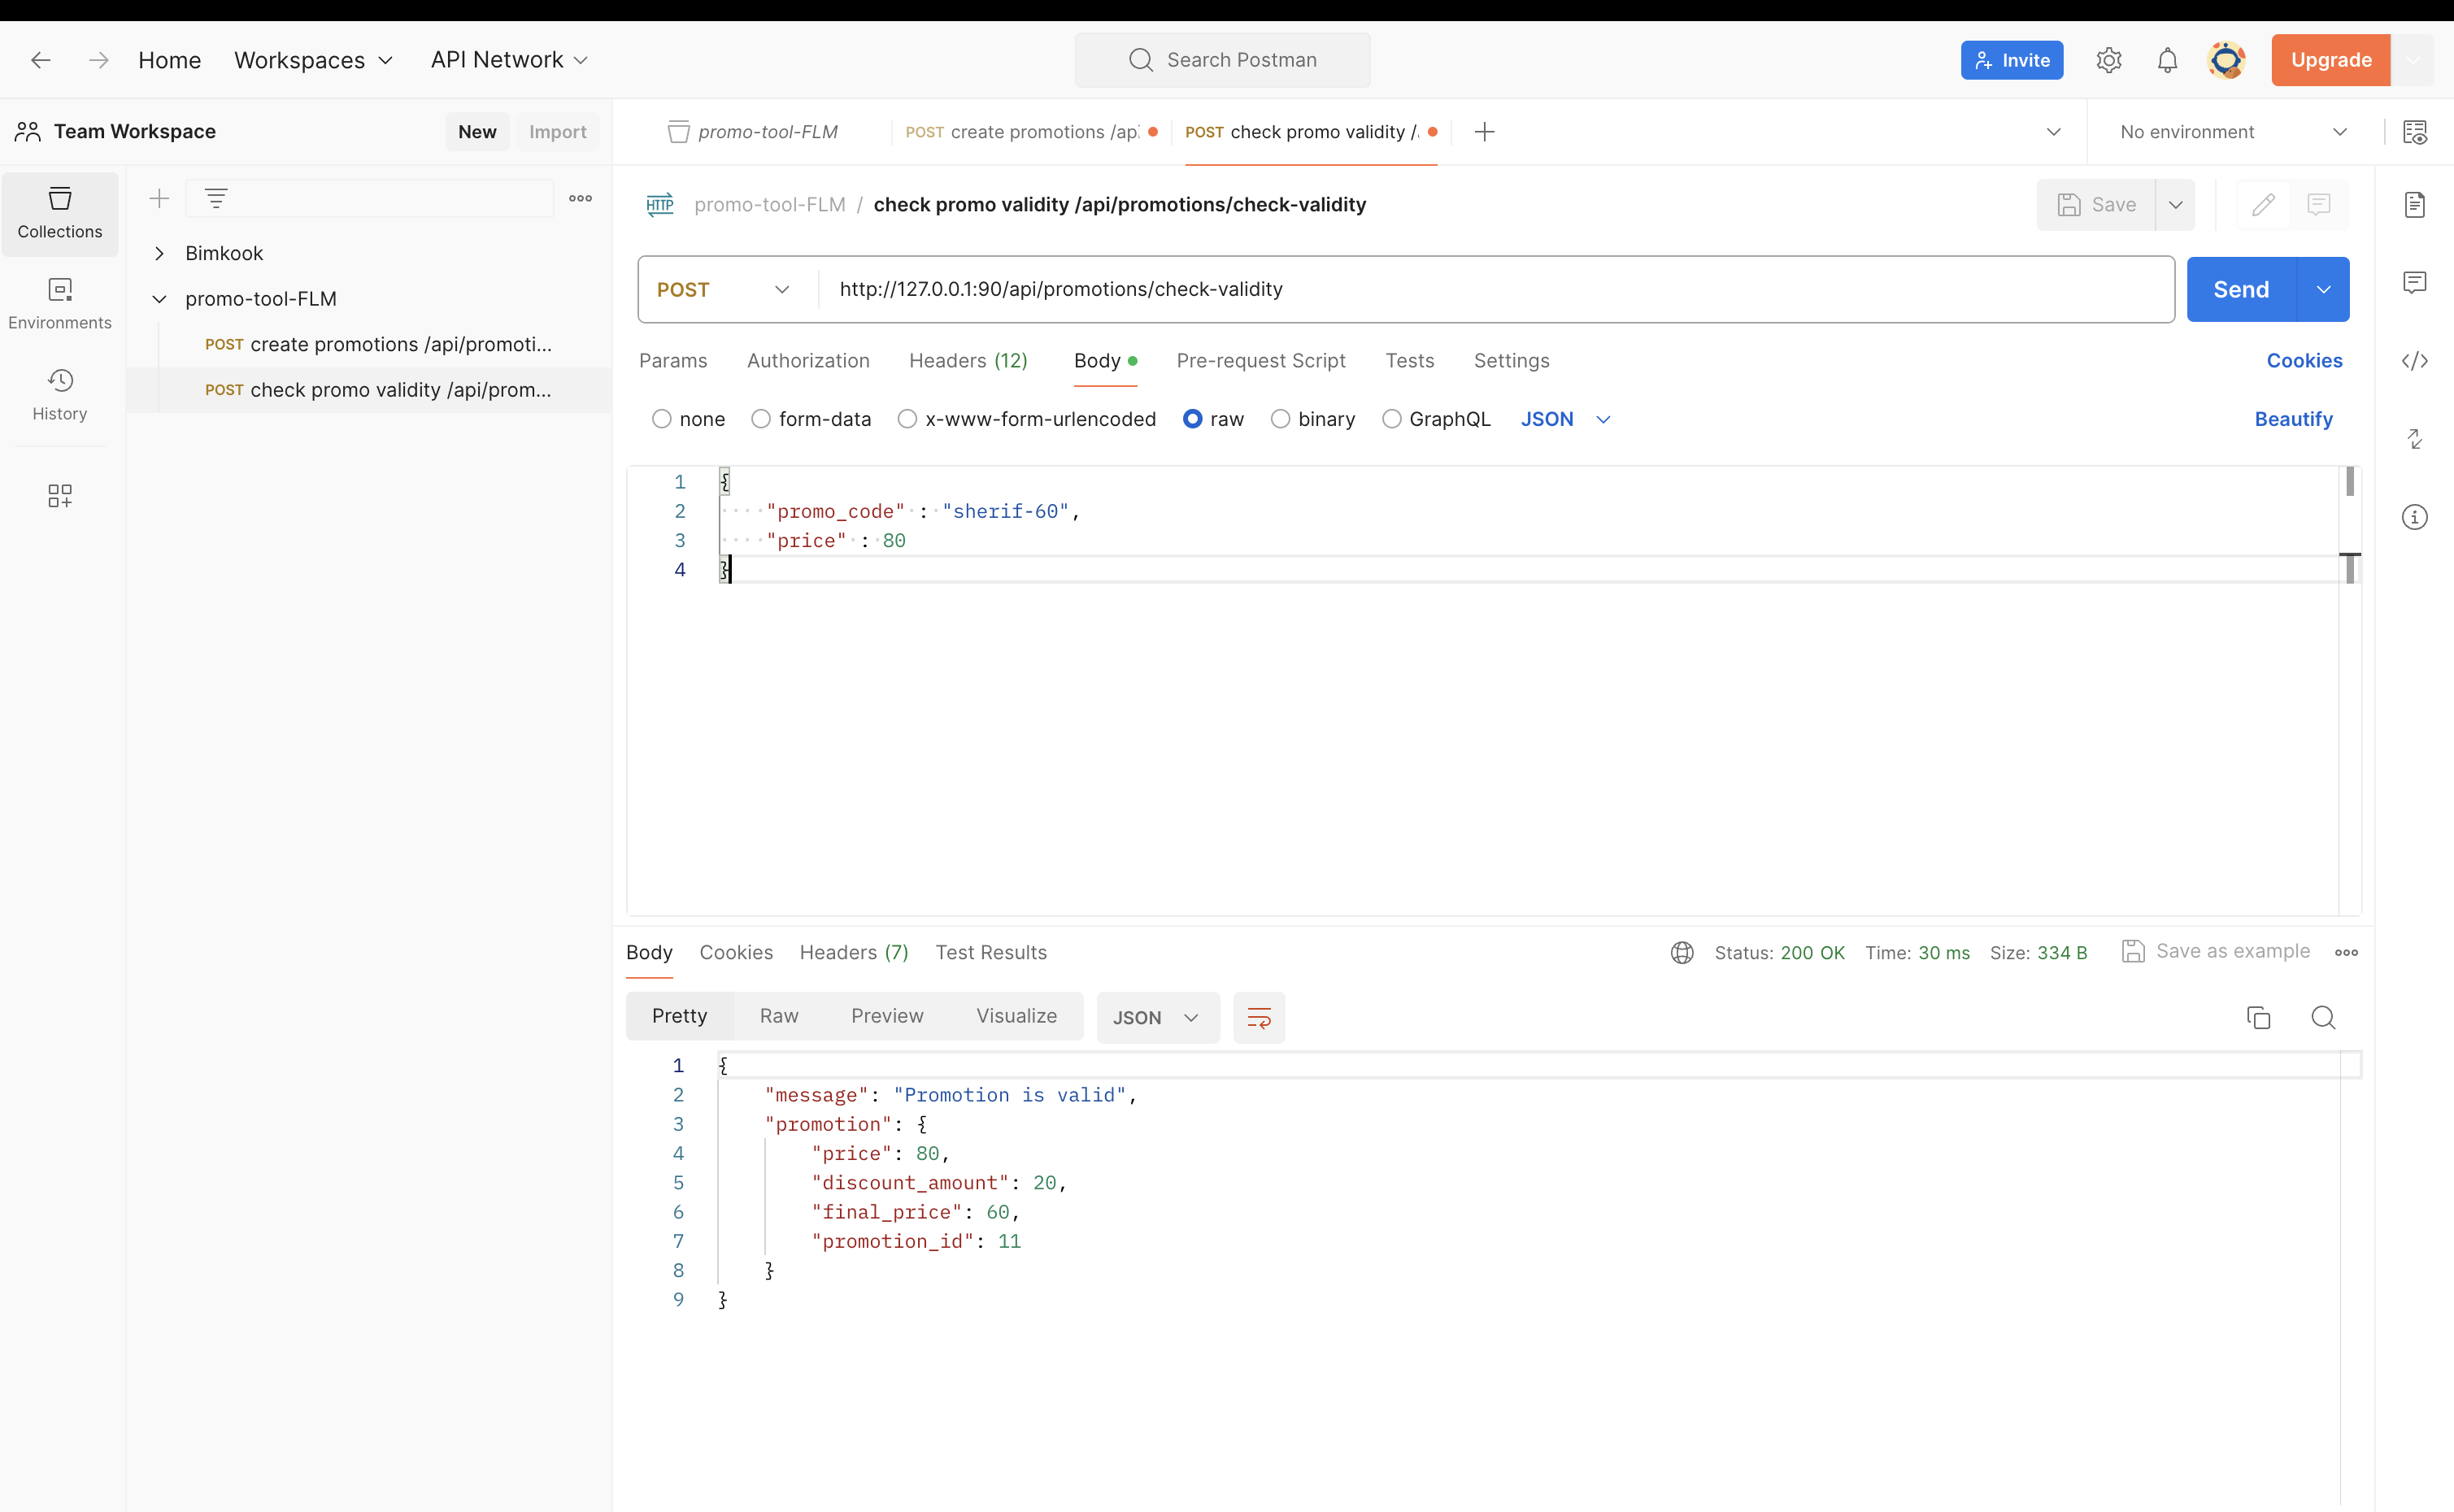 Home Workspaces API Network Search Postman Invite Upgrade
Team Workspace New Import promo-tool-FLM POST create promotions /ap POST check promo validity /. No environment
Collections
Environments
History
Bimkook
promo-tool-FLM
POST create promotions /api/promoti...
POST check promo validity /api/prom...
HTTP promo-tool-FLM / check promo validity /api/promotions/check-validity Save
POST http://127.0.0.1:90/api/promotions/check-validity Send
Params Authorization Headers (12) Body Pre-request Script Tests Settings Cookies
none form-data x-www-form-urlencoded raw binary GraphQL JSON Beautify
1 {
2 "promo_code" : "sherif-60",
3 "price" : 80
4 }
Body Cookies Headers (7) Test Results Status: 200 OK Time: 30 ms Size: 334 B Save as example
Pretty Raw Preview Visualize JSON
1 {
2 "message": "Promotion is valid",
3 "promotion": {
4 "price": 80,
5 "discount_amount": 20,
6 "final_price": 60,
7 "promotion_id": 11
8 }
9 }